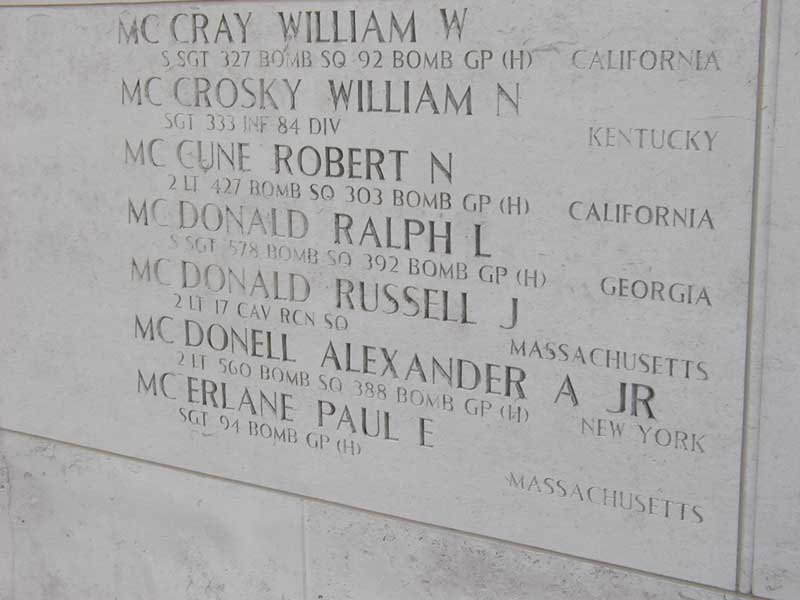 MC CRAY WILLIAM W
S SGT 327 BOMB SQ 92 BOMB GP (H) CALIFORNIA
MC CROSKY WILLIAM N
SGT 333 INF 84 DIV KENTUCKY
MC CUNE ROBERT N
2 LT 427 BOMB SQ 303 BOMB GP (H) CALIFORNIA
MC DONALD RALPH L
S SGT 578 BOMB SQ 392 BOMB GP (H) GEORGIA
MC DONALD RUSSELL J
2 LT 17 CAV RCN SQ MASSACHUSETTS
MC DONELL ALEXANDER A JR
2 LT 560 BOMB SQ 388 BOMB GP (H) NEW YORK
MC ERLANE PAUL E
SGT 94 BOMB GP (H) MASSACHUSETTS